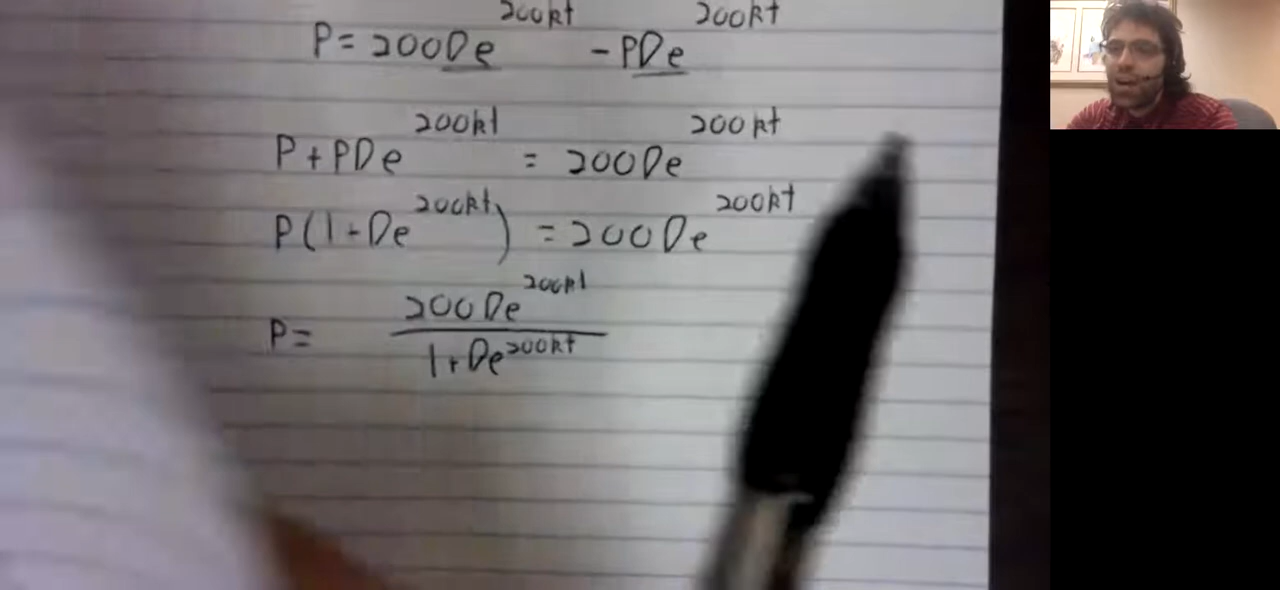 P = 200De^200kt - PDe^200kt
P + PDe^200kt = 200De^200kt
P(1 + De^200kt) = 200De^200kt
P = 200De^200kt / 1 + De^200kt